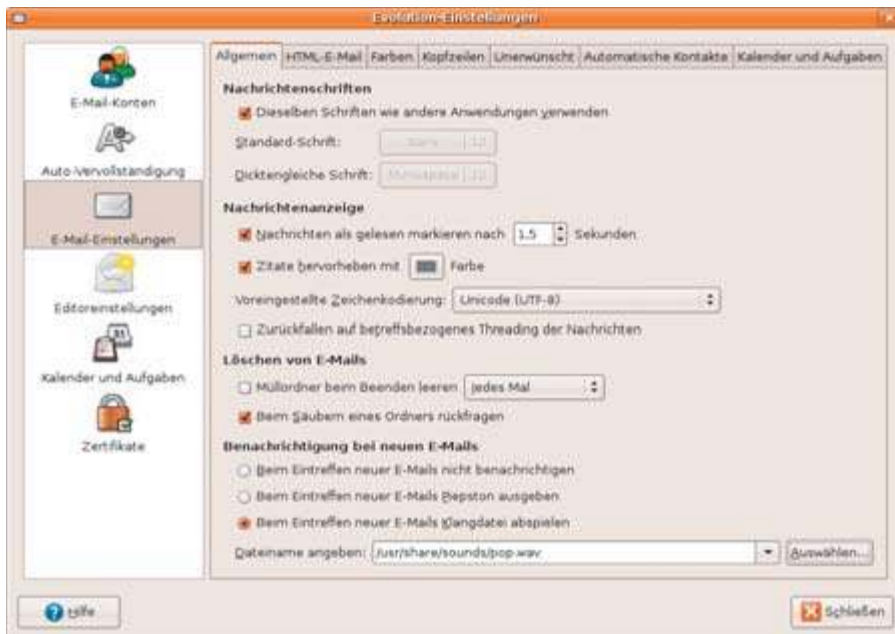 Evolution-Einstellungen
E-Mail-Konten
Auto-Vervollständigung
E-Mail-Einstellungen
Editoreinstellungen
Kalender und Aufgaben
Zertifikate
Allgemein HTML-E-Mail Farben Kopfzeilen Unerwünscht Automatische Kontakte Kalender und Aufgaben
Nachrichtenschriften
Dieselben Schriften wie andere Anwendungen verwenden
Standard-Schrift: Sans 10
Dicktengleiche Schrift: Monospace 10
Nachrichtenanzeige
Nachrichten als gelesen markieren nach 1,5 Sekunden
Zitate hervorheben mit Farbe
Voreingestellte Zeichenkodierung: Unicode (UTF-8)
Zurückfallen auf betreffsbezogenes Threading der Nachrichten
Löschen von E-Mails
Müllordner beim Beenden leeren Jedes Mal
Beim Säubern eines Ordners rückfragen
Benachrichtigung bei neuen E-Mails
Beim Eintreffen neuer E-Mails nicht benachrichtigen
Beim Eintreffen neuer E-Mails Piepston ausgeben
Beim Eintreffen neuer E-Mails Klangdatei abspielen
Dateiname angeben: /usr/share/sounds/pop.wav Auswählen...
Hilfe
Schließen